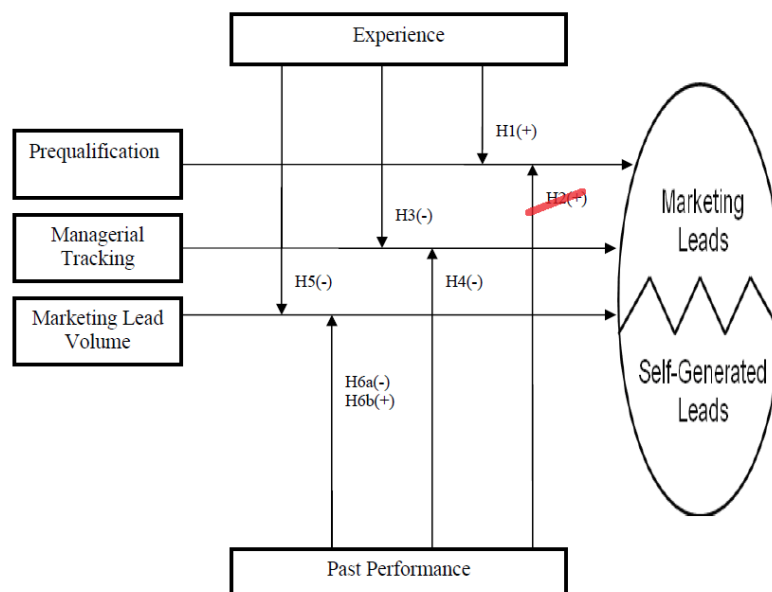 Experience
Prequalification
H1(+)
H2(+)
Managerial
Tracking
H3(-)
Marketing
Leads
H5(-)
H4(-)
Marketing Lead
Volume
H6a(-)
H6b(+)
Self-Generated
Leads
Past Performance